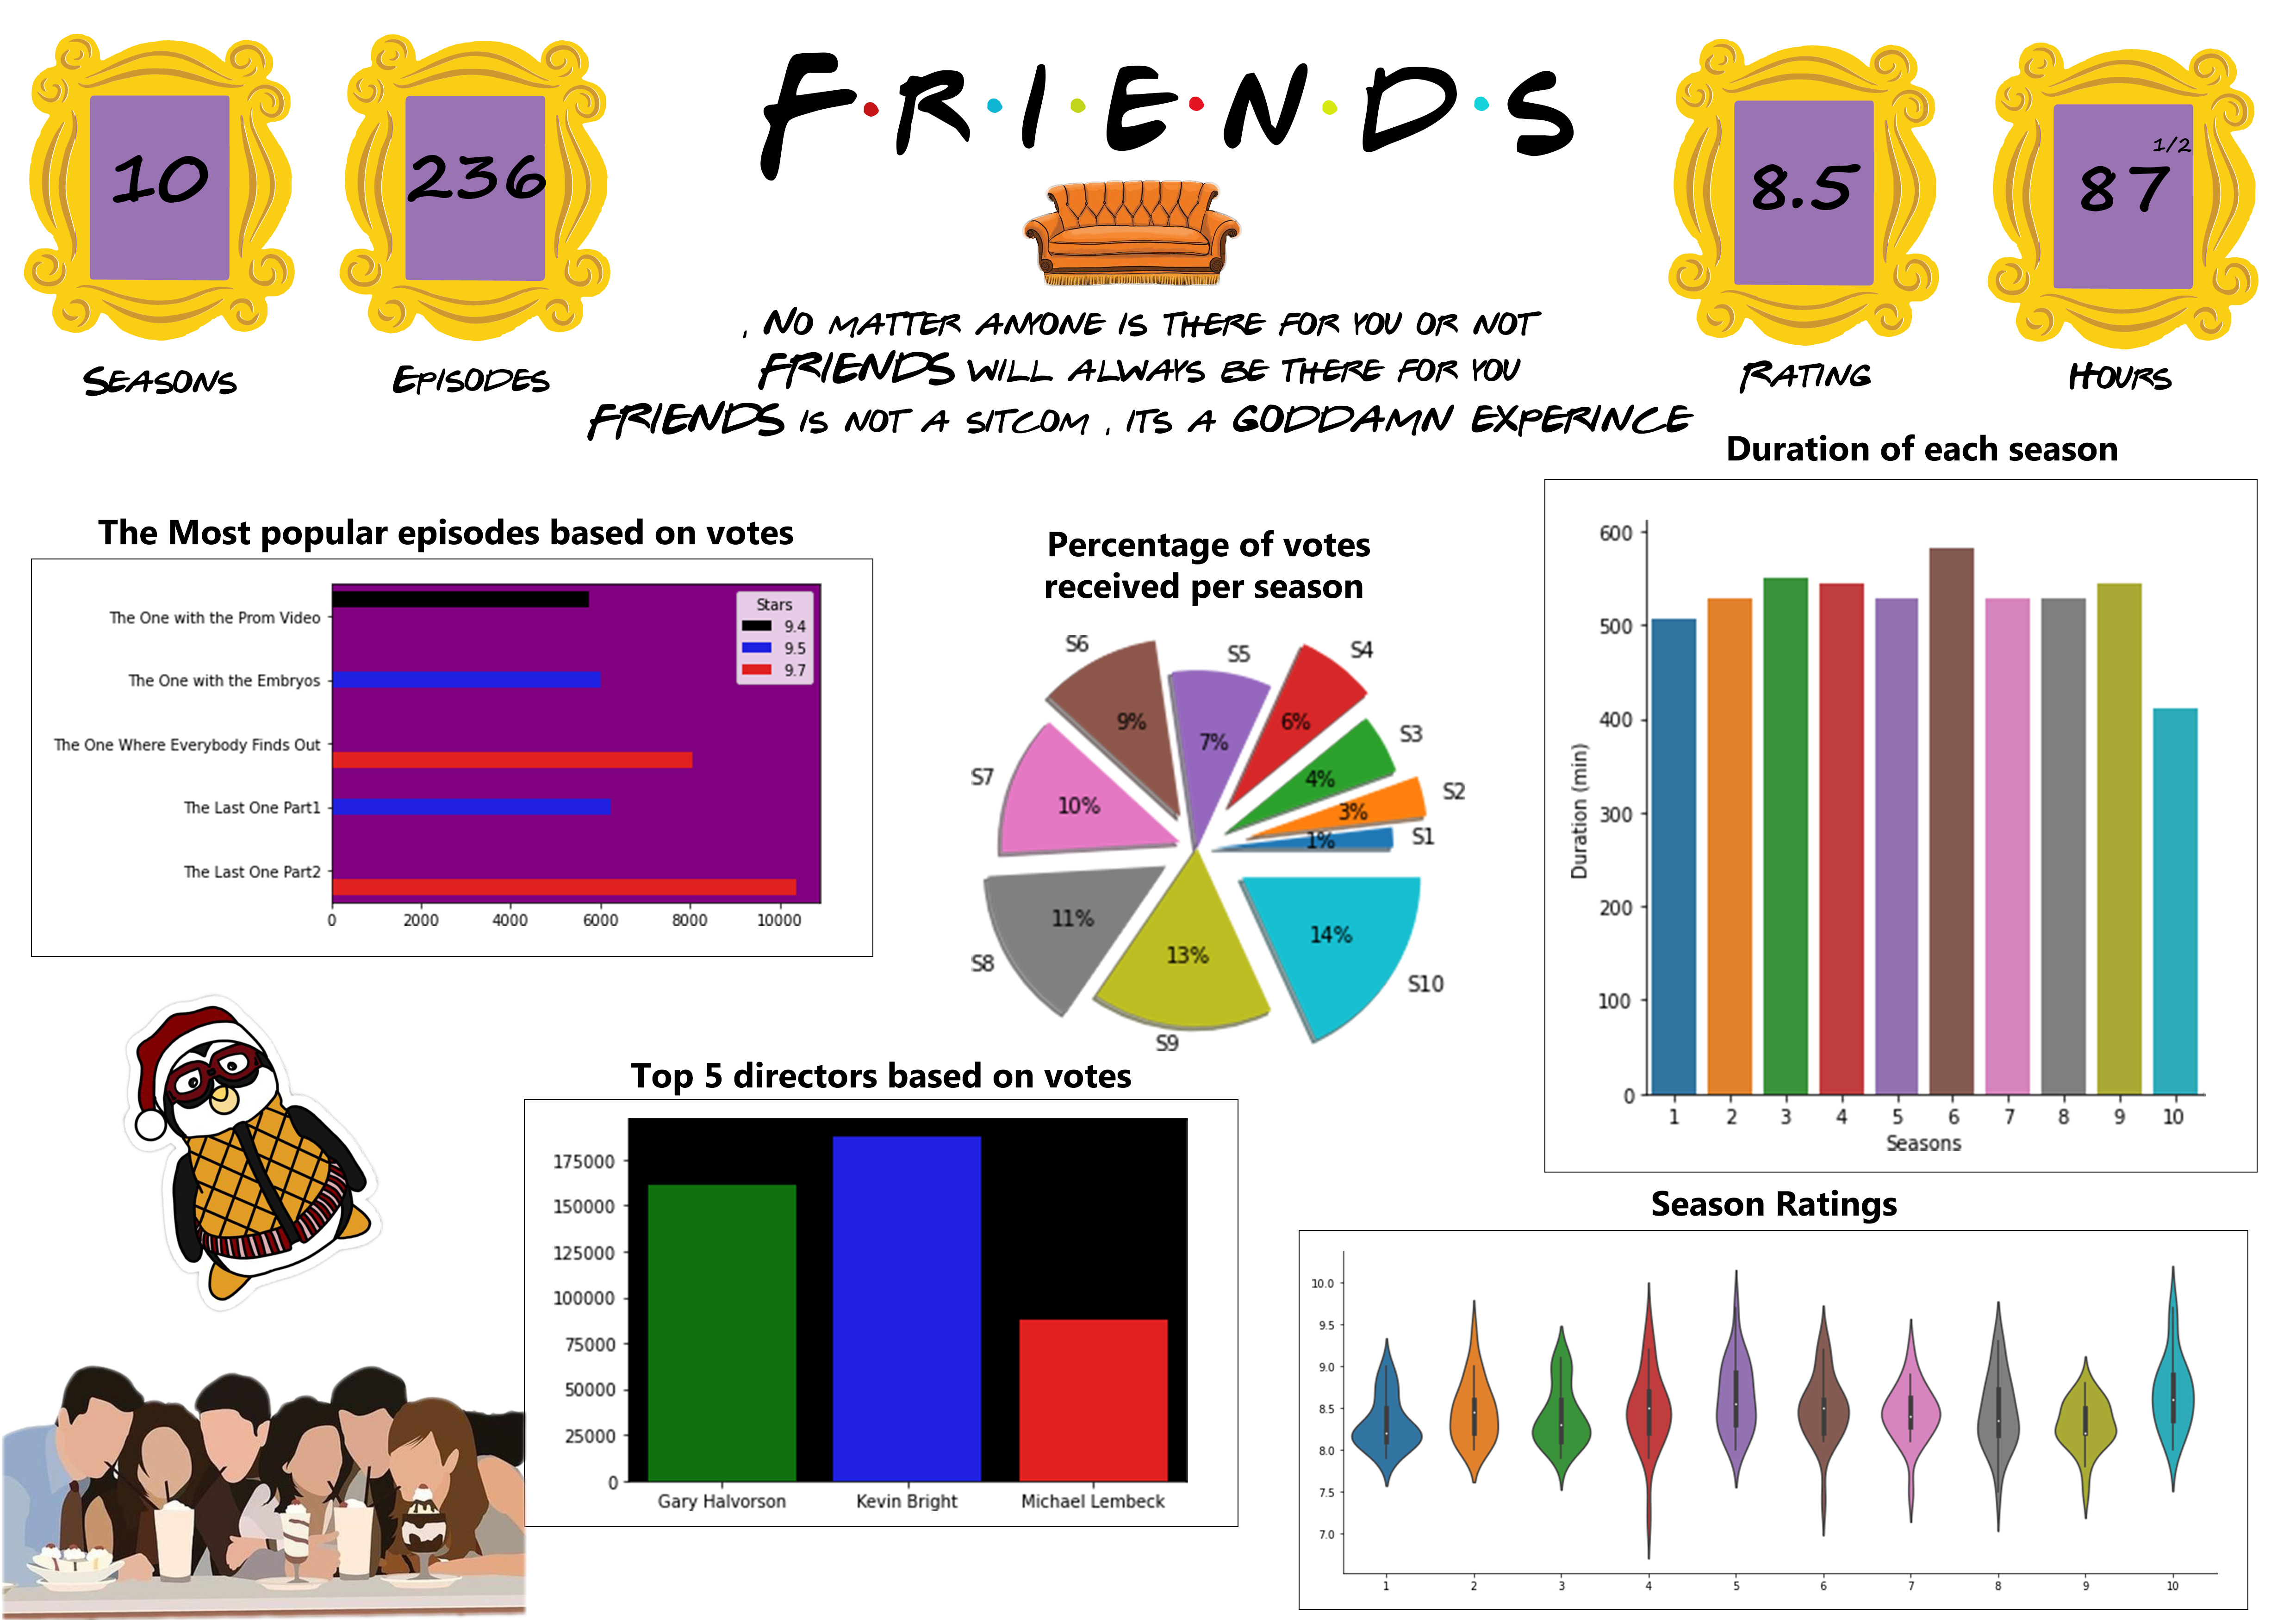 F•R•I•E•N•D•S
10
236
8.5
87 1/2
Seasons
Episodes
Rating
Hours
, No matter anyone is there for you or not
FRIENDS will always be there for you
FRIENDS is not a sitcom , its a GODDAMN EXPERINCE
The Most popular episodes based on votes
The One with the Prom Video
The One with the Embryos
The One Where Everybody Finds Out
The Last One Part1
The Last One Part2
0 2000 4000 6000 8000 10000
Stars
9.4
9.5
9.7
Percentage of votes
received per season
S6
S5
S4
S3
S2
S1
S7
S8
S9
S10
9%
7%
6%
4%
3%
1%
10%
11%
13%
14%
Duration of each season
600
500
400
300
200
100
0
Duration (min)
1 2 3 4 5 6 7 8 9 10
Seasons
Top 5 directors based on votes
175000
150000
125000
100000
75000
50000
25000
0
Gary Halvorson Kevin Bright Michael Lembeck
Season Ratings
10.0
9.5
9.0
8.5
8.0
7.5
7.0
1 2 3 4 5 6 7 8 9 10